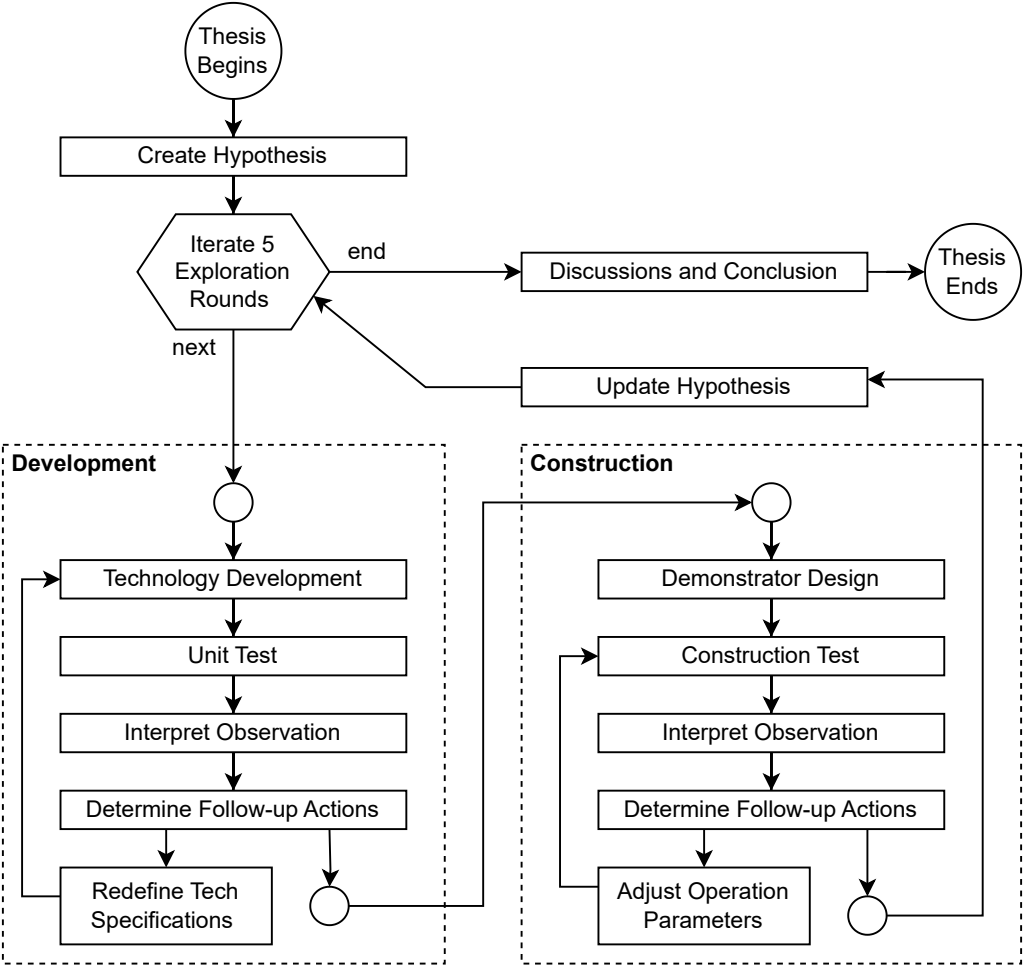 Thesis
Begins
Create Hypothesis
Iterate 5
Exploration
Rounds
end
Discussions and Conclusion
Thesis
Ends
next
Update Hypothesis
Development
Technology Development
Unit Test
Interpret Observation
Determine Follow-up Actions
Redefine Tech
Specifications
Construction
Demonstrator Design
Construction Test
Interpret Observation
Determine Follow-up Actions
Adjust Operation
Parameters